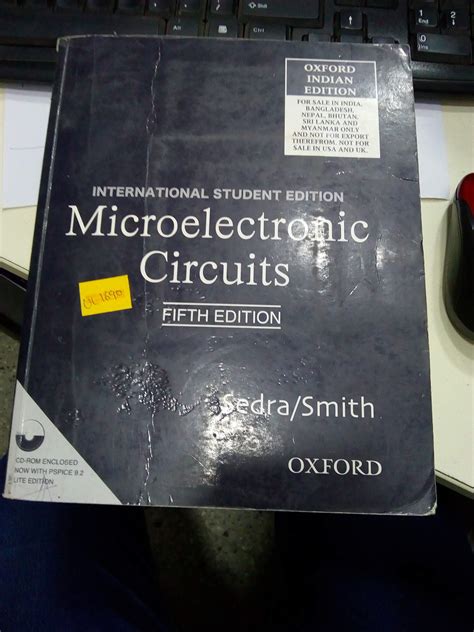 OXFORD
INDIAN
EDITION
FOR SALE IN INDIA,
BANGLADESH,
NEPAL, BHUTAN,
SRI LANKA AND
MYANMAR ONLY
AND NOT FOR EXPORT
THEREFROM. NOT FOR
SALE IN USA AND UK.
INTERNATIONAL STUDENT EDITION
Microelectronic
Circuits
FIFTH EDITION
Sedra/Smith
CD-ROM ENCLOSED
NOW WITH PSPICE 9.2
LITE EDITION
OXFORD